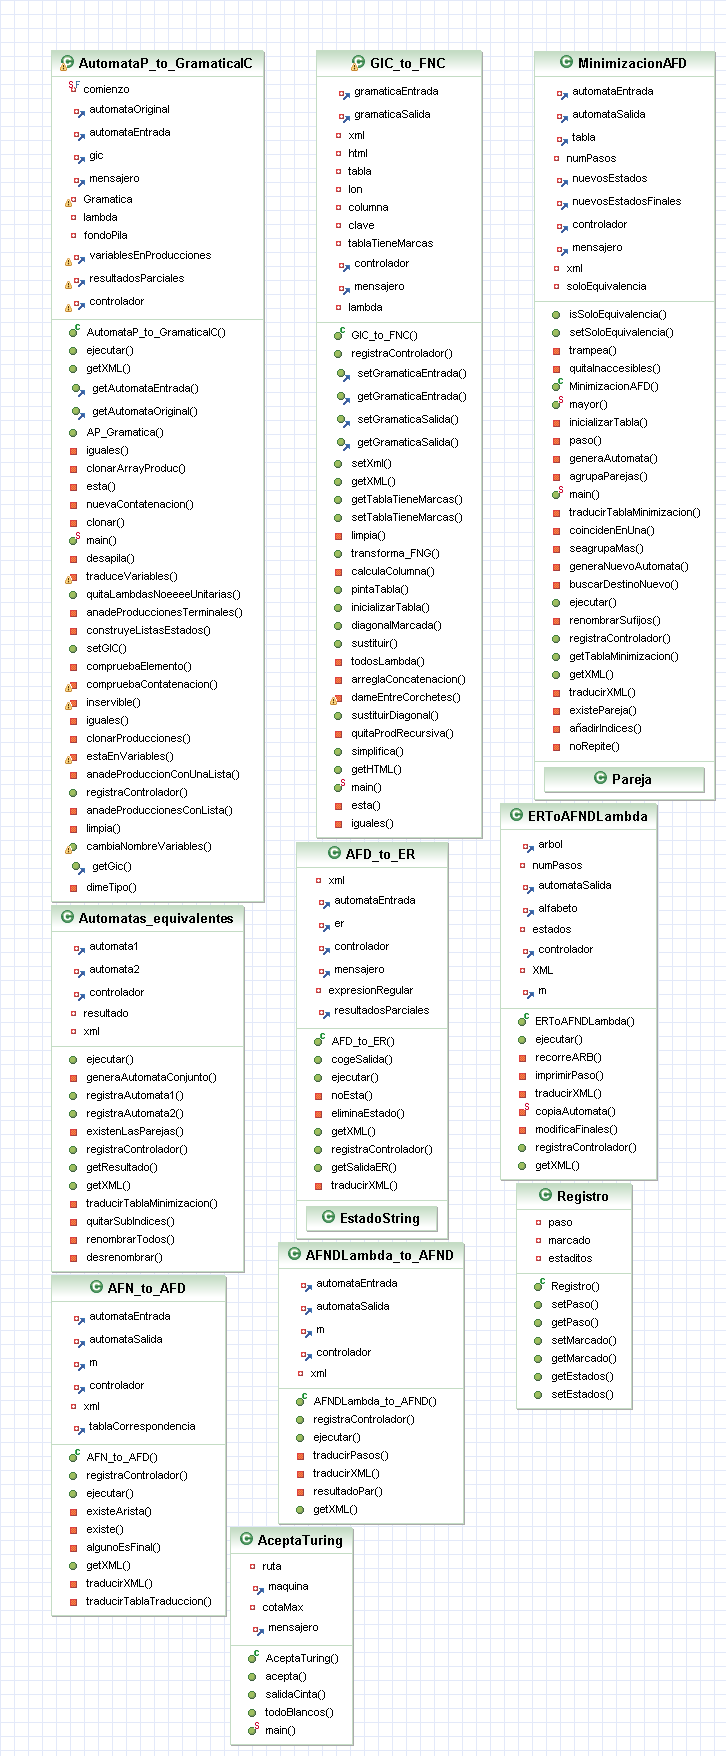 AutomataP_to_GramaticaIC
comienzo
automataOriginal
automataEntrada
gic
mensajero
Gramatica
lambda
fondoPila
variablesEnProducciones
resultadosParciales
controlador
AutomataP_to_GramaticaIC()
ejecutar()
getXML()
getAutomataEntrada()
getAutomataOriginal()
AP_Gramatica()
iguales()
clonarArrayProduc()
esta()
nuevaContatenacion()
clonar()
main()
desapila()
traduceVariables()
quitaLambdasNoeeeeUnitarias()
anadeProduccionesTerminales()
construyeListasEstados()
setGIC()
compruebaElemento()
compruebaContatenacion()
inservible()
iguales()
clonarProducciones()
estaEnVariables()
anadeProduccionConUnaLista()
registraControlador()
anadeProduccionesConLista()
limpia()
cambiaNombreVariables()
getGic()
dimeTipo()
GIC_to_FNC
gramaticaEntrada
gramaticaSalida
xml
html
tabla
lon
columna
clave
tablaTieneMarcas
controlador
mensajero
lambda
GIC_to_FNC()
registraControlador()
setGramaticaEntrada()
getGramaticaEntrada()
setGramaticaSalida()
getGramaticaSalida()
setXml()
getXML()
getTablaTieneMarcas()
setTablaTieneMarcas()
limpia()
transforma_FNG()
calculaColumna()
pintaTabla()
inicializarTabla()
diagonalMarcada()
sustituir()
todosLambda()
arreglaConcatenacion()
dameEntreCorchetes()
sustituirDiagonal()
quitaProdRecursiva()
simplifica()
getHTML()
main()
esta()
iguales()
MinimizacionAFD
automataEntrada
automataSalida
tabla
numPasos
nuevosEstados
nuevosEstadosFinales
controlador
mensajero
xml
soloEquivalencia
isSoloEquivalencia()
setSoloEquivalencia()
trampea()
quitaInaccesibles()
MinimizacionAFD()
mayor()
inicializarTabla()
paso()
generaAutomata()
agrupaParejas()
main()
traducirTablaMinimizacion()
coincidenEnUna()
seagrupaMas()
generaNuevoAutomata()
buscarDestinoNuevo()
ejecutar()
renombrarSufijos()
registraControlador()
getTablaMinimizacion()
getXML()
traducirXML()
existePareja()
añadirIndices()
noRepite()
Pareja
Automatas_equivalentes
automata1
automata2
controlador
resultado
xml
ejecutar()
generaAutomataConjunto()
registraAutomata1()
registraAutomata2()
existenLasParejas()
registraControlador()
getResultado()
getXML()
traducirTablaMinimizacion()
quitarSubIndices()
renombrarTodos()
desrenombrar()
AFD_to_ER
xml
automataEntrada
er
controlador
mensajero
expresionRegular
resultadosParciales
AFD_to_ER()
cogeSalida()
ejecutar()
noEsta()
eliminaEstado()
getXML()
registraControlador()
getSalidaER()
traducirXML()
EstadoString
ERToAFNDLambda
arbol
numPasos
automataSalida
alfabeto
estados
controlador
XML
m
ERToAFNDLambda()
ejecutar()
recorreARB()
imprimirPaso()
traducirXML()
copiaAutomata()
modificaFinales()
registraControlador()
getXML()
Registro
paso
marcado
estaditos
Registro()
setPaso()
getPaso()
setMarcado()
getMarcado()
getEstados()
setEstados()
AFN_to_AFD
automataEntrada
automataSalida
m
controlador
xml
tablaCorrespondencia
AFN_to_AFD()
registraControlador()
ejecutar()
existeArista()
existe()
algunoEsFinal()
getXML()
traducirXML()
traducirTablaTraduccion()
AFNDLambda_to_AFND
automataEntrada
automataSalida
m
controlador
xml
AFNDLambda_to_AFND()
registraControlador()
ejecutar()
traducirPasos()
traducirXML()
resultadoPar()
getXML()
AceptaTuring
ruta
maquina
cotaMax
mensajero
AceptaTuring()
acepta()
salidaCinta()
todoBlancos()
main()